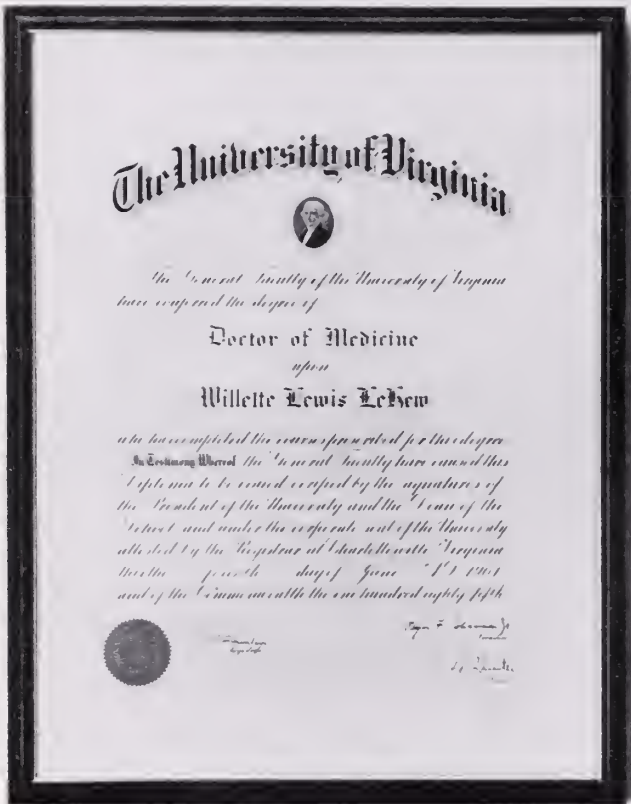 The University of Virginia
The General Faculty of the University of Virginia
have conferred the degree of
Doctor of Medicine
upon
Willette Lewis LeHew
who has completed the courses prescribed for the degree
In Testimony Whereof the General Faculty have caused this
Diploma to be issued certified by the signatures of
the President of the University and the Dean of the
School and under the corporate seal of the University
attested by the Registrar at Charlottesville Virginia
this the fourth day of June A.D. 1961
and of the Commonwealth the one hundred eighty fifth